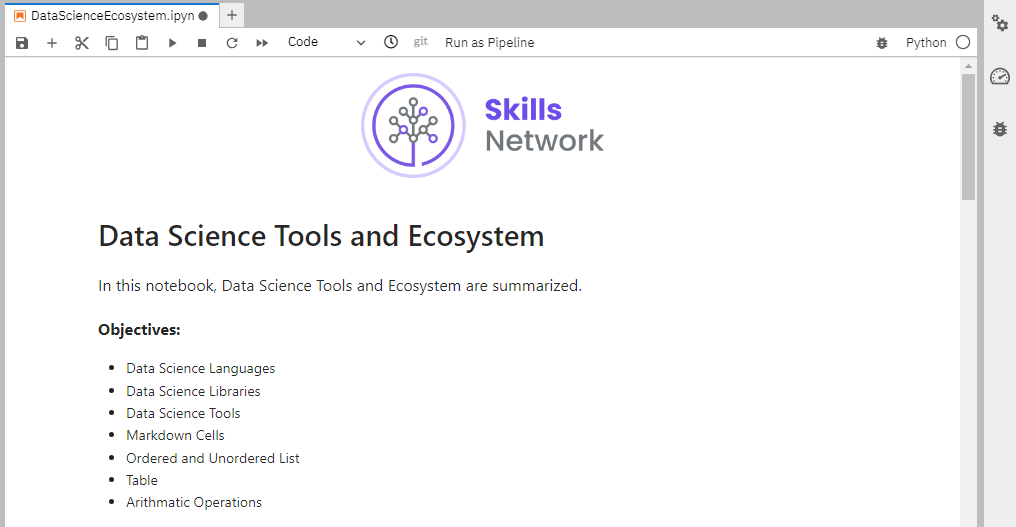 DataScienceEcosystem.ipyn
Code
git
Run as Pipeline
Python
Skills
Network
Data Science Tools and Ecosystem
In this notebook, Data Science Tools and Ecosystem are summarized.
Objectives:
Data Science Languages
Data Science Libraries
Data Science Tools
Markdown Cells
Ordered and Unordered List
Table
Arithmatic Operations